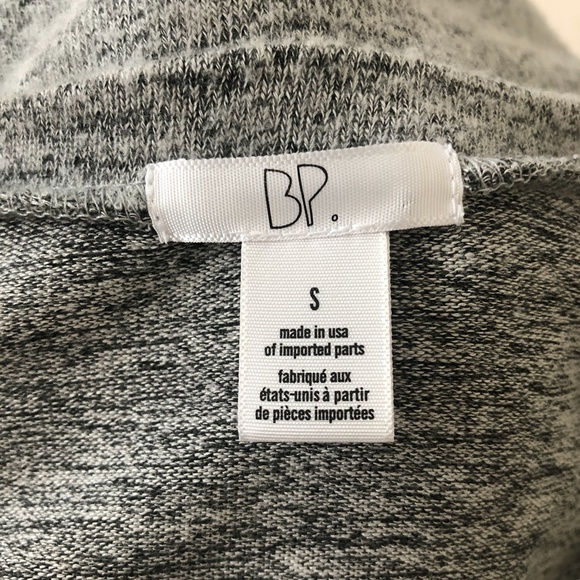 BP.
S
made in usa
of imported parts
fabriqué aux
états-unis à partir
de pièces importées